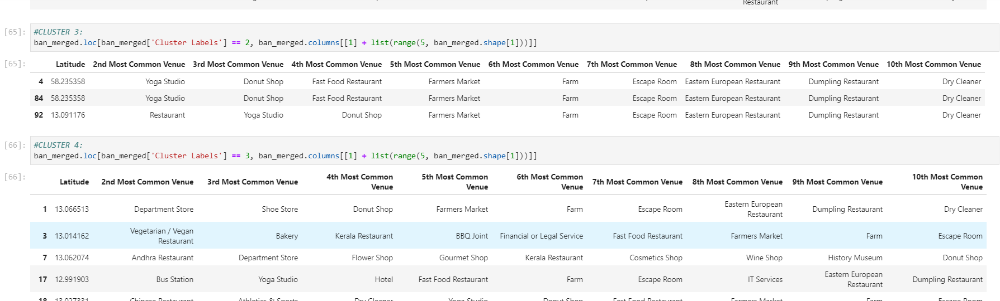 Restaurant
[65]: #CLUSTER 3:
ban_merged.loc[ban_merged['Cluster Labels'] == 2, ban_merged.columns[[1] + list(range(5, ban_merged.shape[1]))]]
[65]: Latitude 2nd Most Common Venue 3rd Most Common Venue 4th Most Common Venue 5th Most Common Venue 6th Most Common Venue 7th Most Common Venue 8th Most Common Venue 9th Most Common Venue 10th Most Common Venue
4 58.235358 Yoga Studio Donut Shop Fast Food Restaurant Farmers Market Farm Escape Room Eastern European Restaurant Dumpling Restaurant Dry Cleaner
84 58.235358 Yoga Studio Donut Shop Fast Food Restaurant Farmers Market Farm Escape Room Eastern European Restaurant Dumpling Restaurant Dry Cleaner
92 13.091176 Restaurant Yoga Studio Donut Shop Farmers Market Farm Escape Room Eastern European Restaurant Dumpling Restaurant Dry Cleaner
[66]: #CLUSTER 4:
ban_merged.loc[ban_merged['Cluster Labels'] == 3, ban_merged.columns[[1] + list(range(5, ban_merged.shape[1]))]]
[66]: Latitude 2nd Most Common Venue 3rd Most Common Venue 4th Most Common Venue 5th Most Common Venue 6th Most Common Venue 7th Most Common Venue 8th Most Common Venue 9th Most Common Venue 10th Most Common Venue
1 13.066513 Department Store Shoe Store Donut Shop Farmers Market Farm Escape Room Eastern European Restaurant Dumpling Restaurant Dry Cleaner
3 13.014162 Vegetarian / Vegan Restaurant Bakery Kerala Restaurant BBQ Joint Financial or Legal Service Fast Food Restaurant Farmers Market Farm Escape Room
7 13.062074 Andhra Restaurant Department Store Flower Shop Gourmet Shop Kerala Restaurant Cosmetics Shop Wine Shop History Museum Donut Shop
17 12.991903 Bus Station Yoga Studio Hotel Fast Food Restaurant Farm Escape Room IT Services Eastern European Restaurant Dumpling Restaurant
18 13.027331 Chinese Restaurant Athletics & Sports Dry Cleaner Yoga Studio Donut Shop Fast Food Restaurant Farmers Market Farm Escape Room